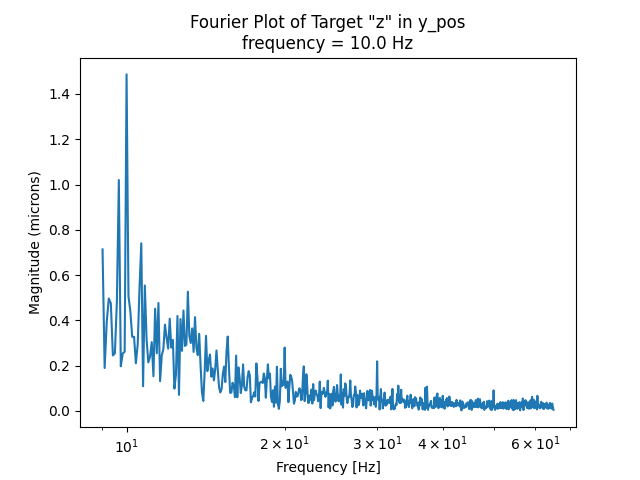 Fourier Plot of Target "z" in y_pos
frequency = 10.0 Hz
Magnitude (microns)
1.4
1.2
1.0
0.8
0.6
0.4
0.2
0.0
10¹
2 × 10¹
3 × 10¹
4 × 10¹
6 × 10¹
Frequency [Hz]